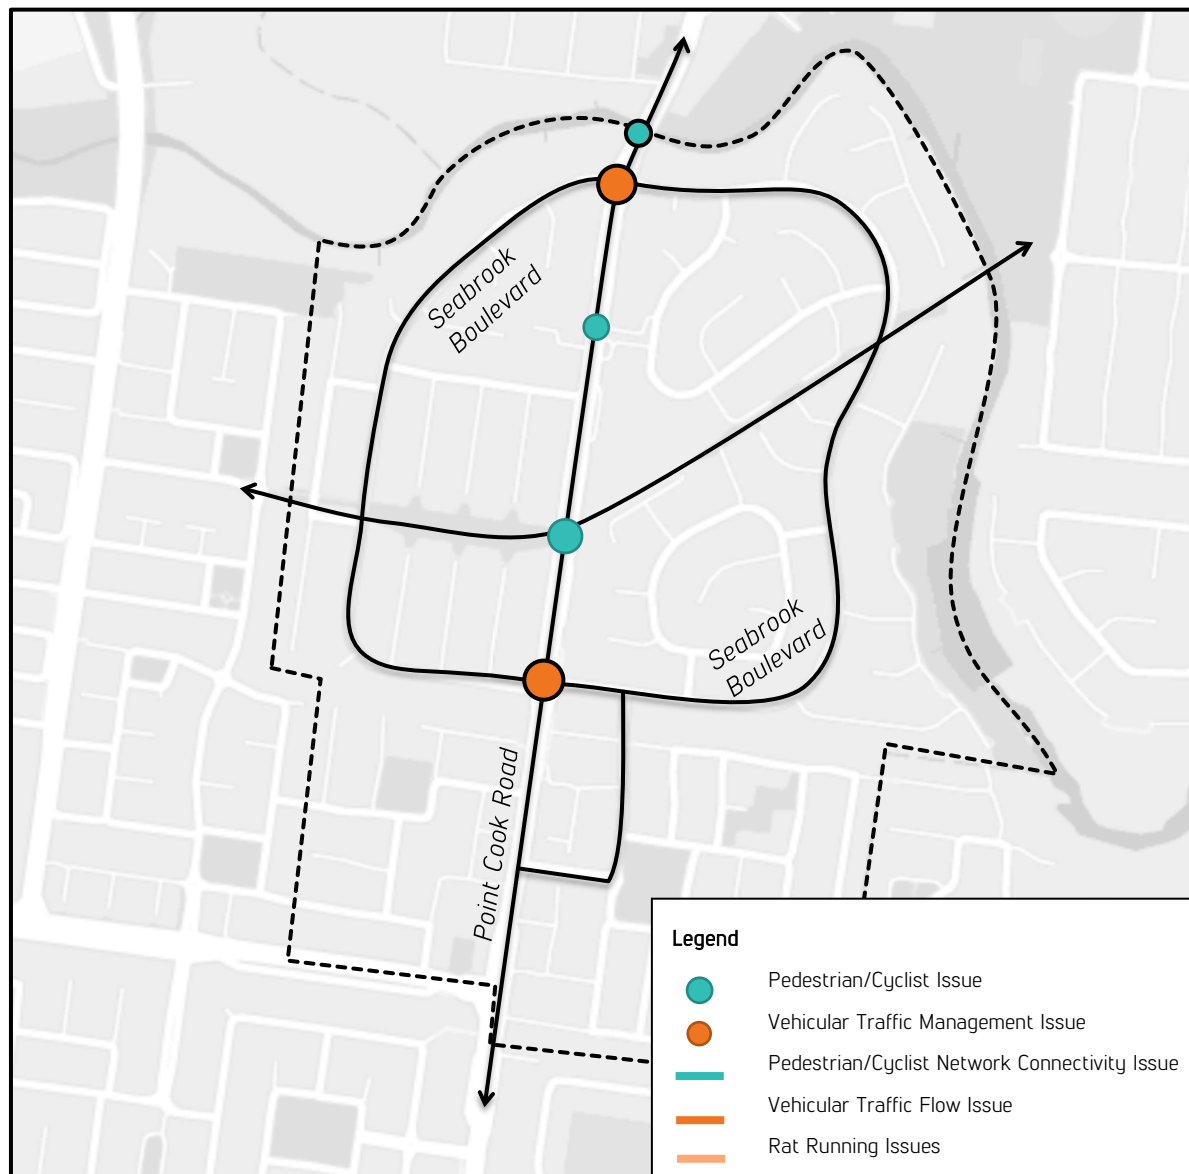 Seabrook
Boulevard
Seabrook
Boulevard
Point Cook Road
Legend
Pedestrian/Cyclist Issue
Vehicular Traffic Management Issue
Pedestrian/Cyclist Network Connectivity Issue
Vehicular Traffic Flow Issue
Rat Running Issues